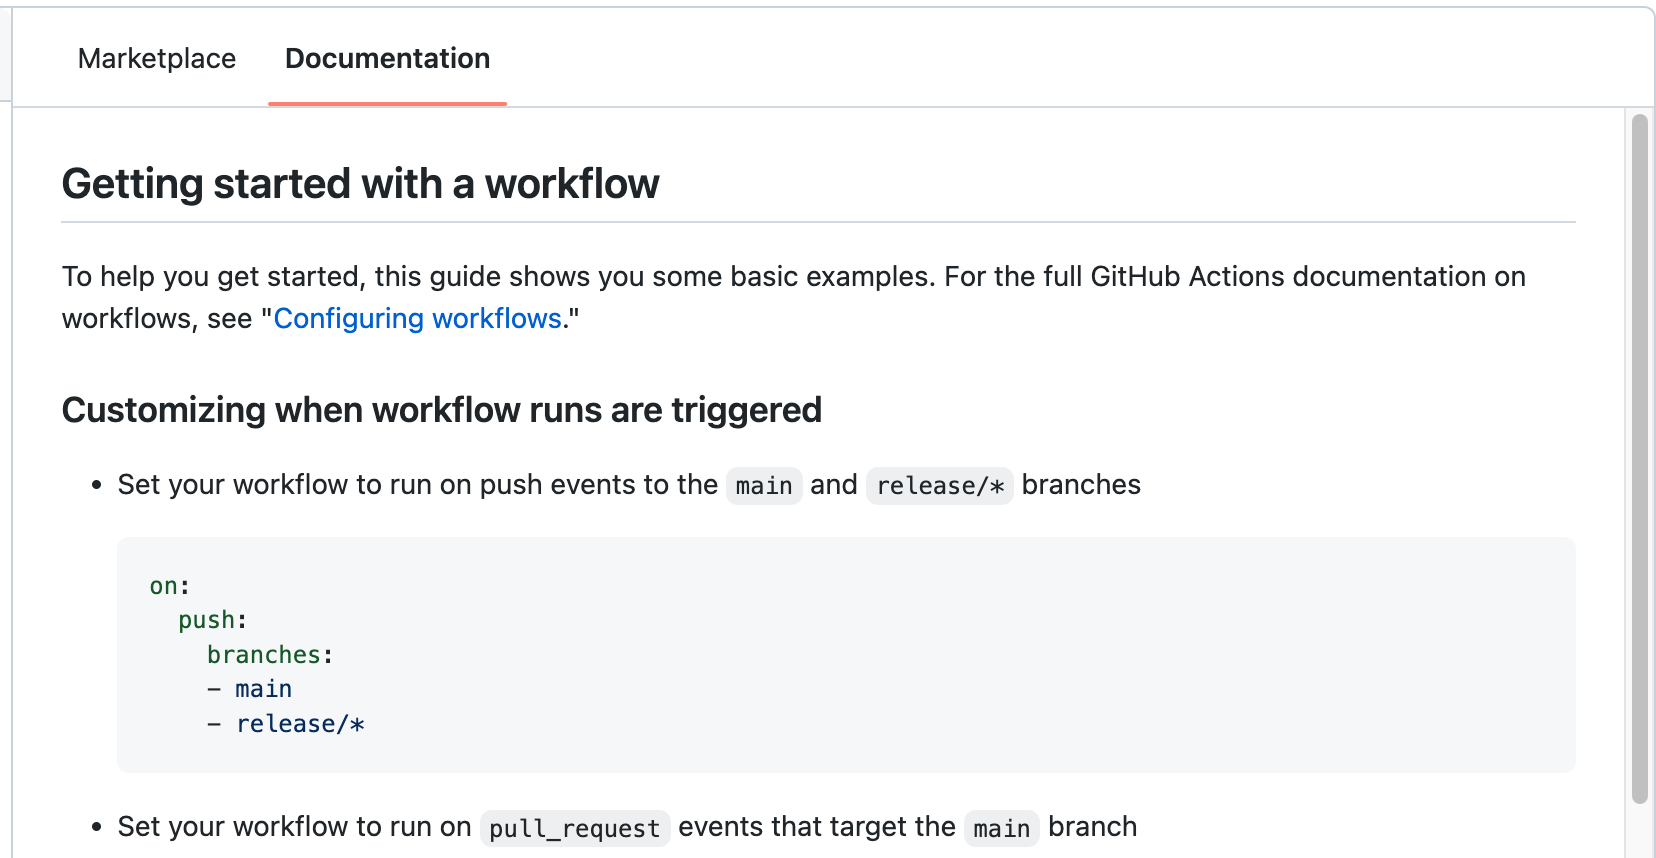 Marketplace Documentation
Getting started with a workflow
To help you get started, this guide shows you some basic examples. For the full GitHub Actions documentation on
workflows, see "Configuring workflows."
Customizing when workflow runs are triggered
• Set your workflow to run on push events to the main and release/* branches
on:
  push:
    branches:
    - main
    - release/*
• Set your workflow to run on pull_request events that target the main branch